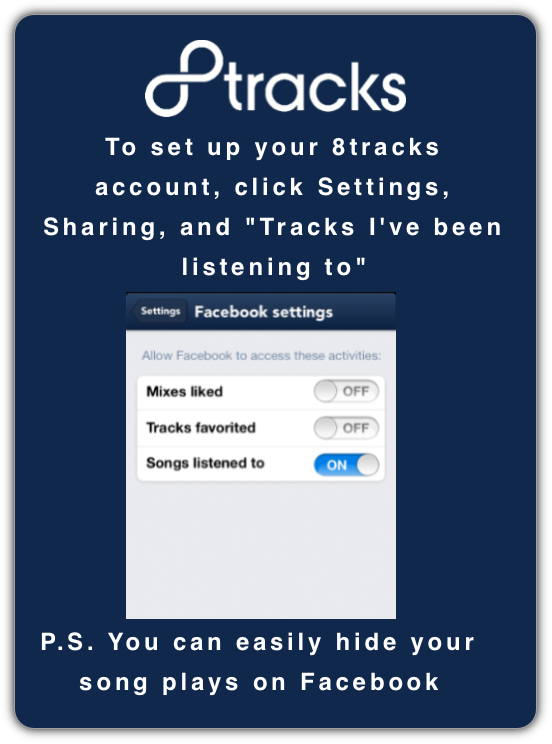 8tracks
To set up your 8tracks
account, click Settings,
Sharing, and "Tracks I've been
listening to"
Settings Facebook settings
Allow Facebook to access these activities:
Mixes liked OFF
Tracks favorited OFF
Songs listened to ON
P.S. You can easily hide your
song plays on Facebook